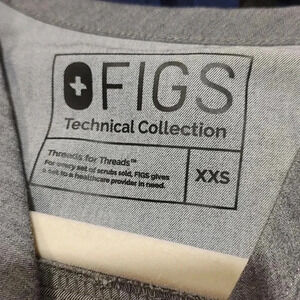 FIGS
Technical Collection
Threads for Threads™
For every set of scrubs sold, FIGS gives
a set to a healthcare provider in need.
XXS